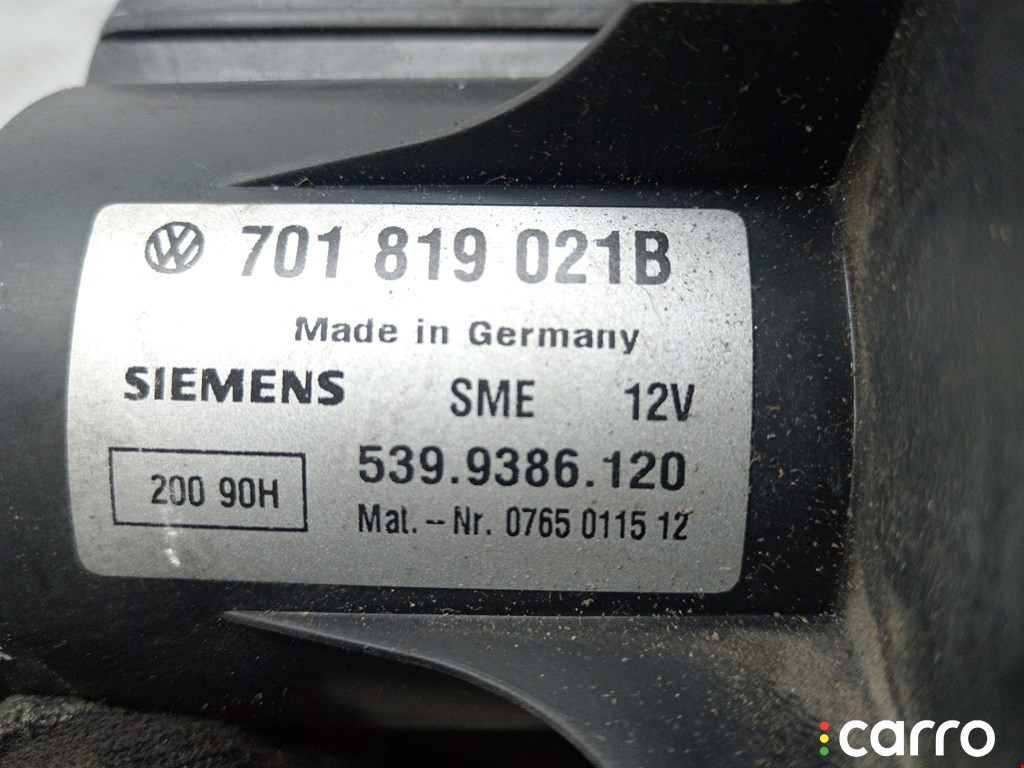 VW 701 819 021B
Made in Germany
SIEMENS SME 12V
539.9386.120
200 90H
Mat.-Nr. 0765 0115 12
carro